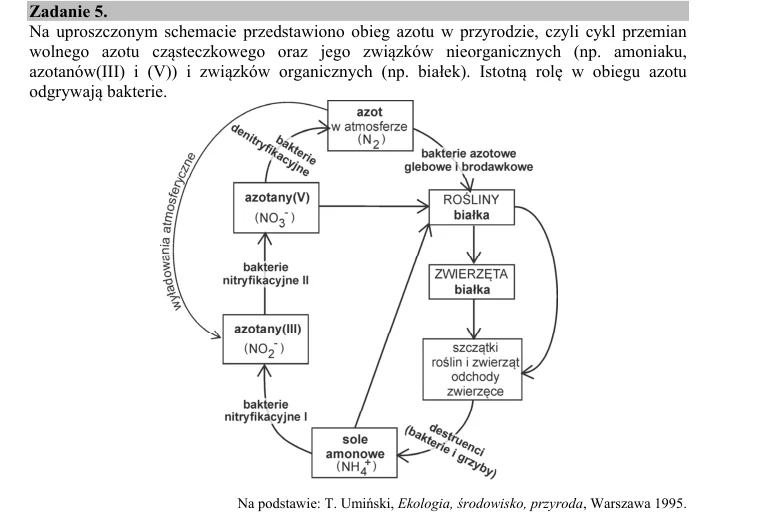 Zadanie 5.
Na uproszczonym schemacie przedstawiono obieg azotu w przyrodzie, czyli cykl przemian
wolnego azotu cząsteczkowego oraz jego związków nieorganicznych (np. amoniaku,
azotanów(III) i (V)) i związków organicznych (np. białek). Istotną rolę w obiegu azotu
odgrywają bakterie.
azot
w atmosferze
(N₂)
bakterie
denitryfikacyjne
bakterie azotowe
glebowe i brodawkowe
wyładowania atmosferyczne
azotany(V)
(NO₃⁻)
ROŚLINY
białka
bakterie
nitryfikacyjne II
ZWIERZĘTA
białka
azotany(III)
(NO₂⁻)
szczątki
roślin i zwierząt
odchody
zwierzęce
bakterie
nitryfikacyjne I
destruenci
(bakterie i grzyby)
sole
amonowe
(NH₄⁺)
Na podstawie: T. Umiński, Ekologia, środowisko, przyroda, Warszawa 1995.